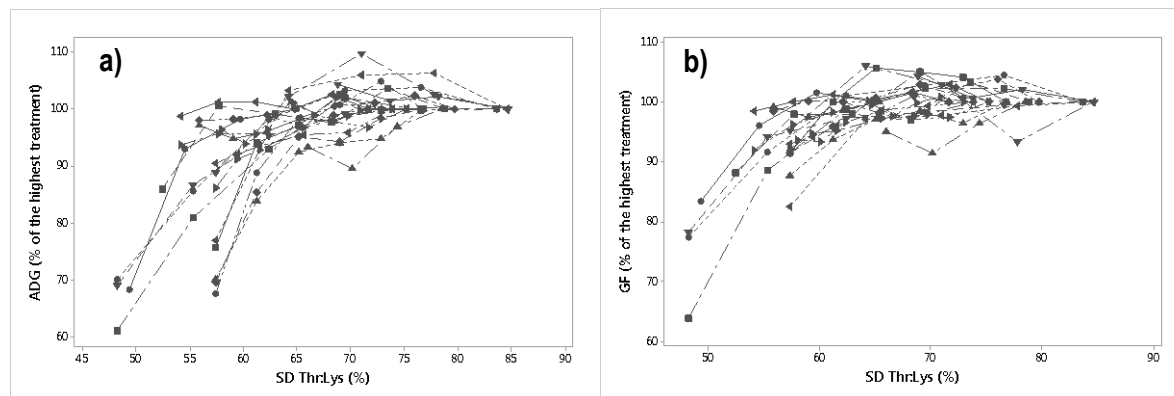 a)
ADG (% of the highest treatment)
110
100
90
80
70
60
45 50 55 60 65 70 75 80 85 90
SD Thr:Lys (%)
b)
GF (% of the highest treatment)
110
100
90
80
70
60
50 60 70 80 90
SD Thr:Lys (%)